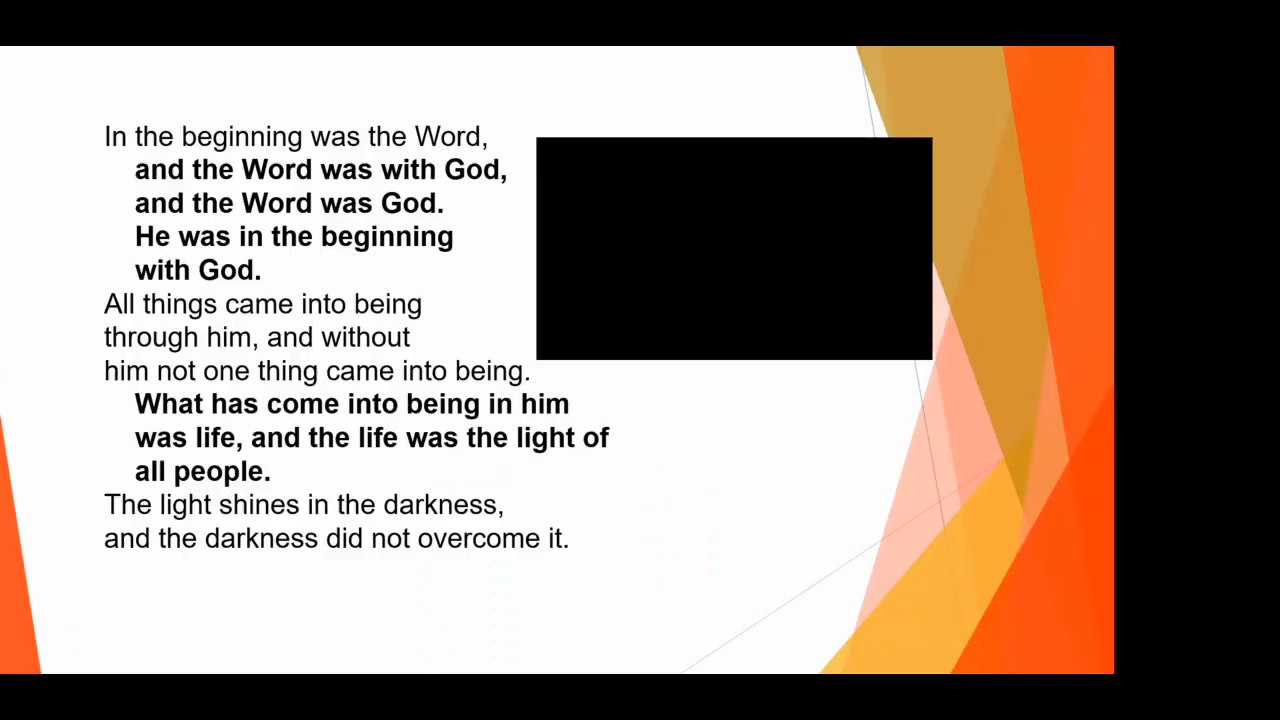 In the beginning was the Word,
and the Word was with God,
and the Word was God.
He was in the beginning
with God.
All things came into being
through him, and without
him not one thing came into being.
What has come into being in him
was life, and the life was the light of
all people.
The light shines in the darkness,
and the darkness did not overcome it.